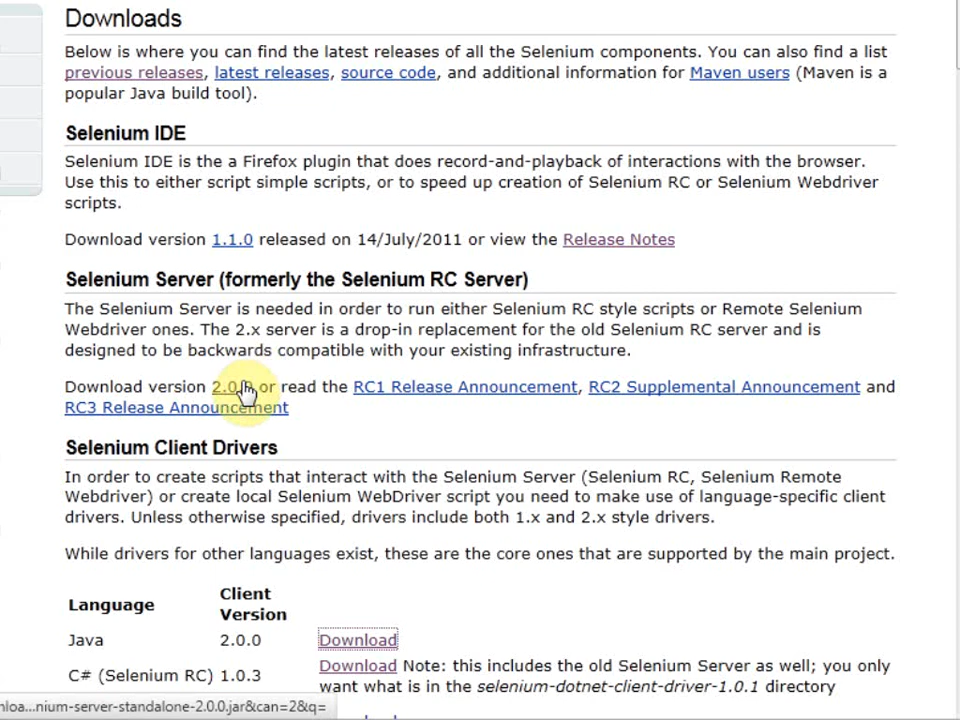 Downloads
Below is where you can find the latest releases of all the Selenium components. You can also find a list
previous releases, latest releases, source code, and additional information for Maven users (Maven is a
popular Java build tool).
Selenium IDE
Selenium IDE is the a Firefox plugin that does record-and-playback of interactions with the browser.
Use this to either script simple scripts, or to speed up creation of Selenium RC or Selenium Webdriver
scripts.
Download version 1.1.0 released on 14/July/2011 or view the Release Notes
Selenium Server (formerly the Selenium RC Server)
The Selenium Server is needed in order to run either Selenium RC style scripts or Remote Selenium
Webdriver ones. The 2.x server is a drop-in replacement for the old Selenium RC server and is
designed to be backwards compatible with your existing infrastructure.
Download version 2.0. or read the RC1 Release Announcement, RC2 Supplemental Announcement and
RC3 Release Announcement
Selenium Client Drivers
In order to create scripts that interact with the Selenium Server (Selenium RC, Selenium Remote
Webdriver) or create local Selenium WebDriver script you need to make use of language-specific client
drivers. Unless otherwise specified, drivers include both 1.x and 2.x style drivers.
While drivers for other languages exist, these are the core ones that are supported by the main project.
Language Client Version
Java 2.0.0 Download
C# (Selenium RC) 1.0.3 Download Note: this includes the old Selenium Server as well; you only
want what is in the selenium-dotnet-client-driver-1.0.1 directory
nloa...nium-server-standalone-2.0.0.jar&can=2&q=